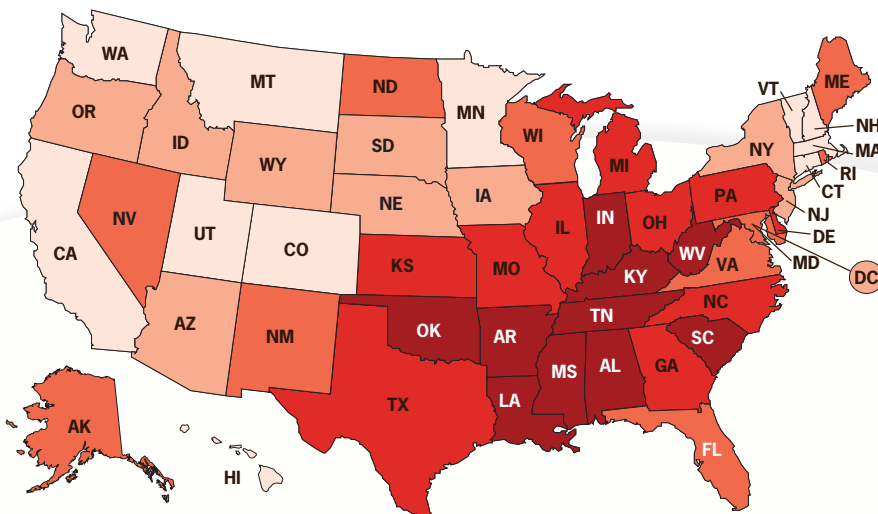 WA
MT
ND
MN
VT
ME
OR
ID
SD
WI
NY
NH
MA
WY
MI
RI
CT
NE
IA
PA
NJ
NV
UT
CO
IL
IN
OH
DE
CA
KS
MO
WV
VA
MD
KY
DC
AZ
NM
OK
AR
TN
NC
SC
MS
AL
GA
TX
LA
AK
HI
FL